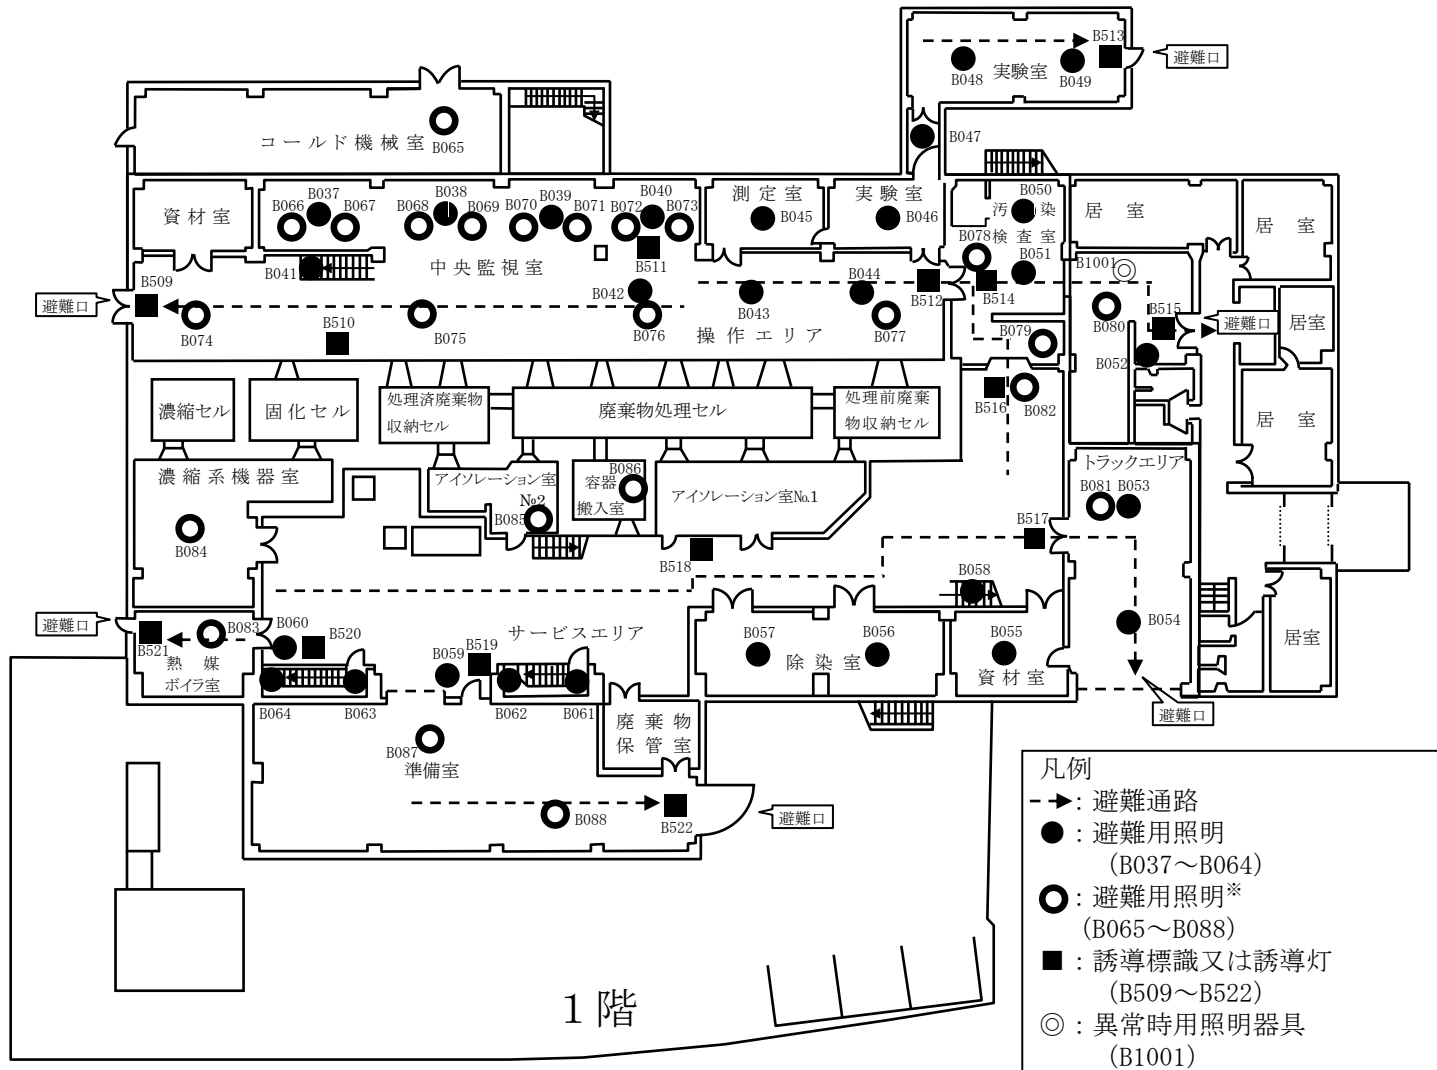 B513
避難口
B048
実験室
B049
コールド機械室
B065
B047
資材室
B037
B066
B067
B038
B068
B069
B039
B070
B071
B040
B072
B073
測定室
B045
実験室
B046
B050
汚染
検査室
B078
B051
居室
居室
B041
中央監視室
B511
B1001
避難口
B509
B042
B043
B044
B512
B514
B515
避難口
居室
B074
B510
B075
B076
操作エリア
B077
B079
B080
B052
濃縮セル
固化セル
処理済廃棄物
収納セル
廃棄物処理セル
処理前廃棄
物収納セル
B516
B082
居室
濃縮系機器室
アイソレーション室
№2
B085
B086
容器
搬入室
アイソレーション室№1
トラックエリア
B081
B053
B084
B517
B518
B058
避難口
B521
B083
B060
B520
熱媒
ボイラ室
サービスエリア
B059
B519
B057
B056
除染室
B055
資材室
B054
居室
B064
B063
B062
B061
避難口
B087
準備室
廃棄物
保管室
B088
B522
避難口
1階
凡例
：避難通路
：避難用照明
（B037～B064）
：避難用照明※
（B065～B088）
：誘導標識又は誘導灯
（B509～B522）
：異常時用照明器具
（B1001）